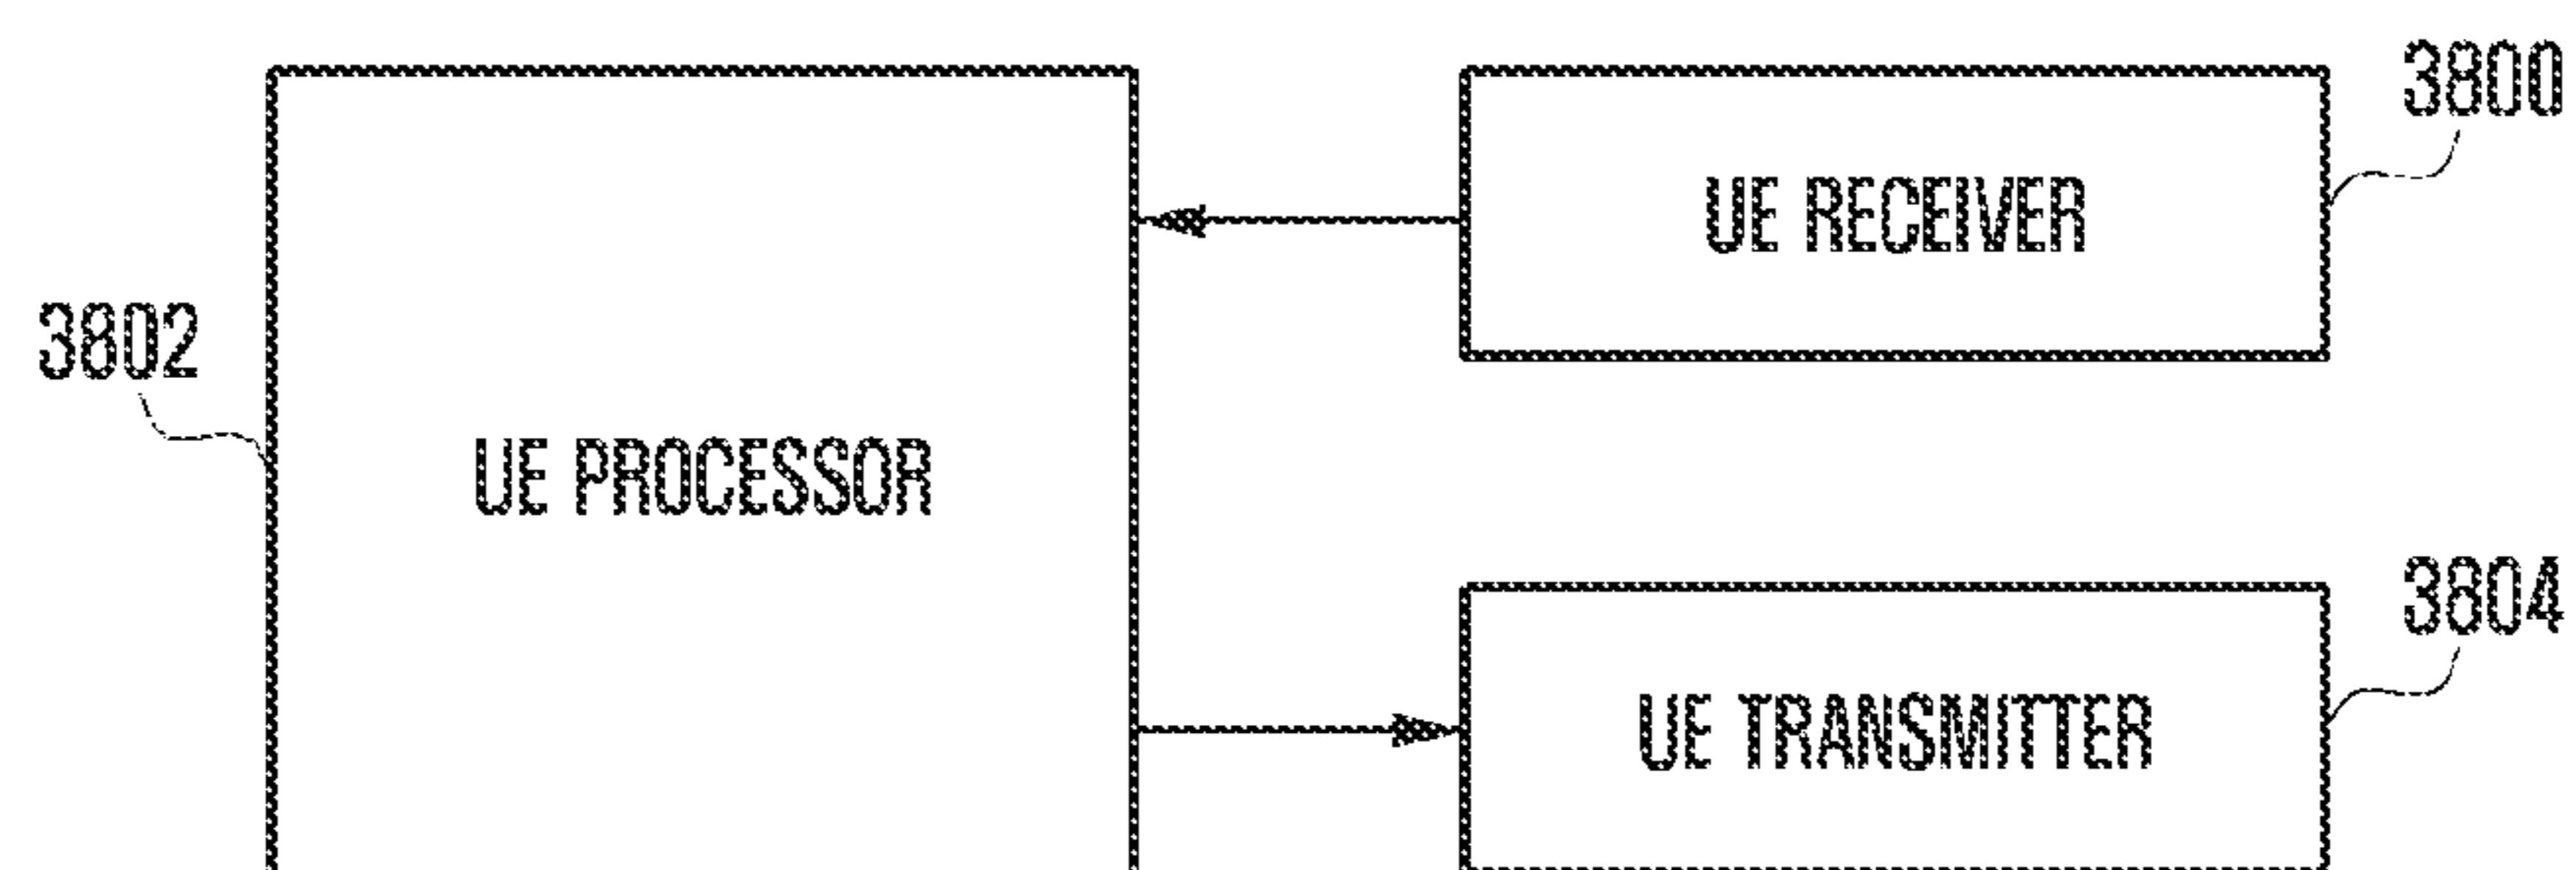 3800
UE RECEIVER
3802
UE PROCESSOR
3804
UE TRANSMITTER